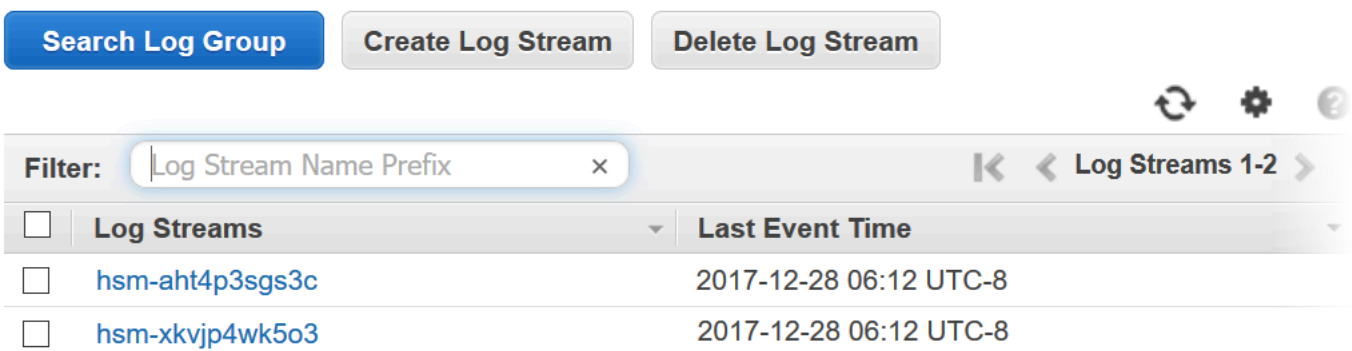 Search Log Group Create Log Stream Delete Log Stream
Filter: Log Stream Name Prefix × Log Streams 1-2
Log Streams Last Event Time
hsm-aht4p3sgs3c 2017-12-28 06:12 UTC-8
hsm-xkvjp4wk5o3 2017-12-28 06:12 UTC-8